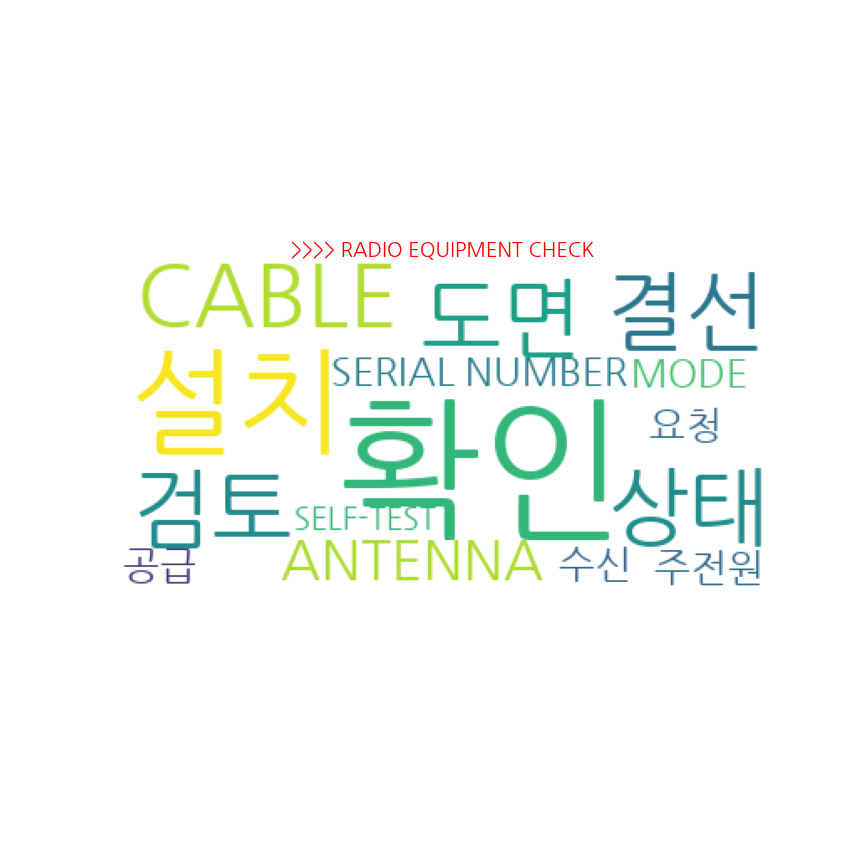 >>>> RADIO EQUIPMENT CHECK
CABLE 도면 결선
설치 SERIAL NUMBER MODE
확인 요청
검토 SELF-TEST 상태
공급 ANTENNA 수신 주전원